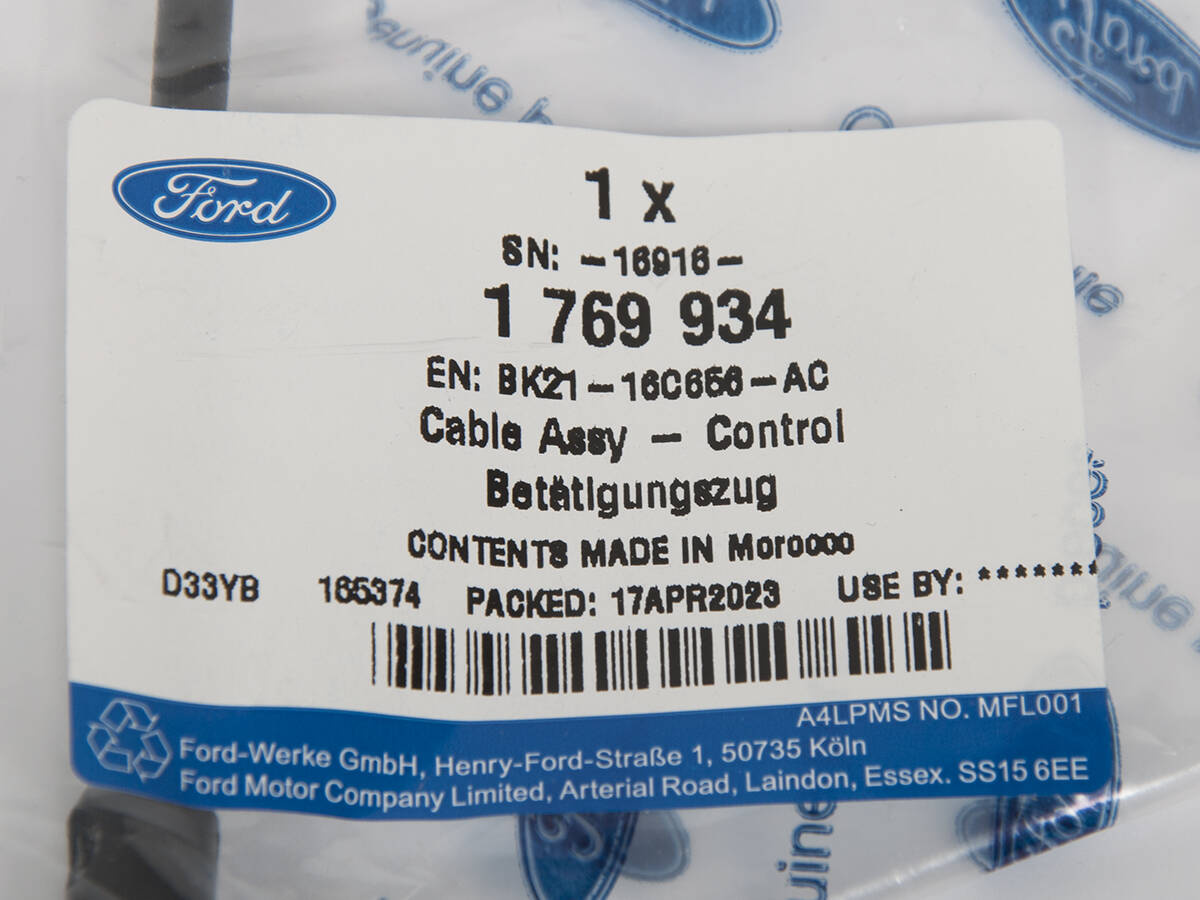 Ford
1 x
SN: -16916-
1 769 934
EN: BK21-16C656-AC
Cable Assy - Control
Betätigungszug
CONTENTS MADE IN Morocco
D33YB 165374 PACKED: 17APR2023 USE BY: *******
A4LPMS NO. MFL001
Ford-Werke GmbH, Henry-Ford-Straße 1, 50735 Köln
Ford Motor Company Limited, Arterial Road, Laindon, Essex. SS15 6EE